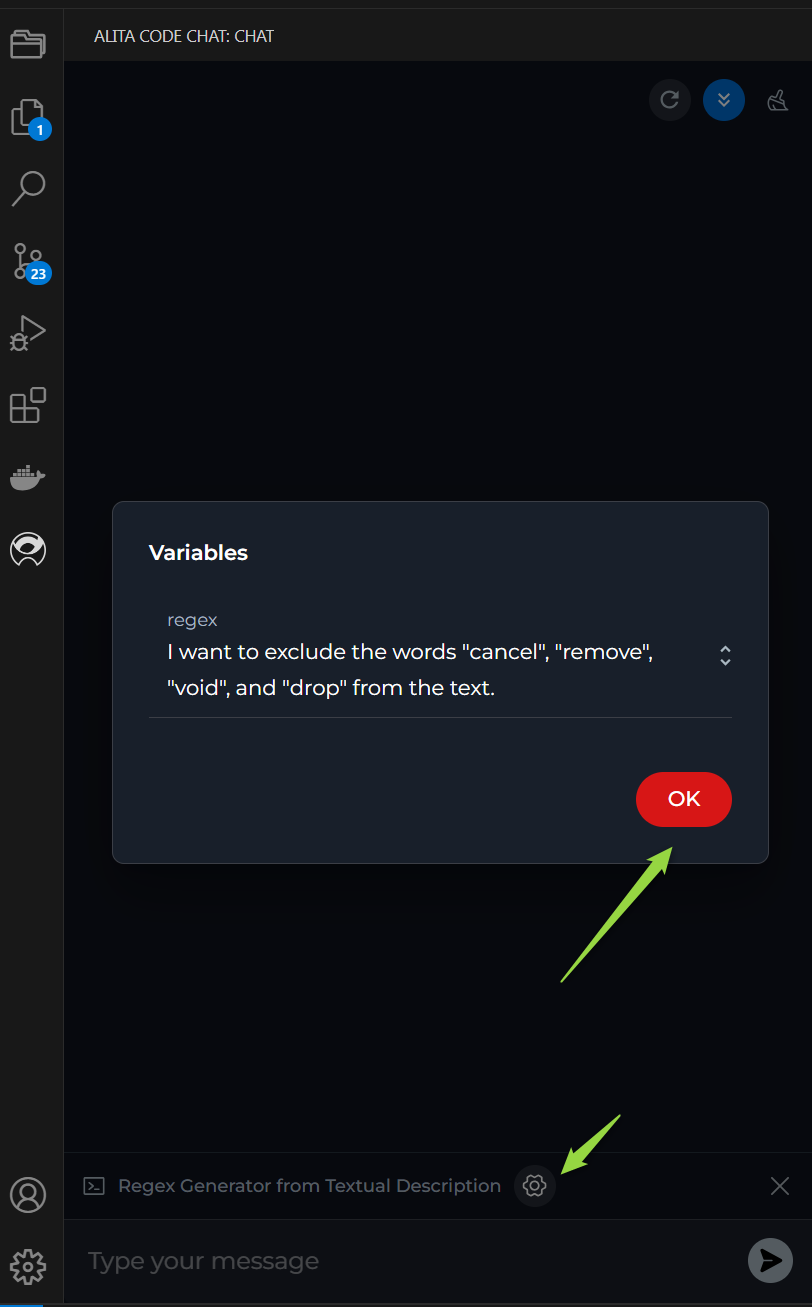 ALITA CODE CHAT: CHAT
1
23
Variables
regex
I want to exclude the words "cancel", "remove",
"void", and "drop" from the text.
OK
Regex Generator from Textual Description
Type your message